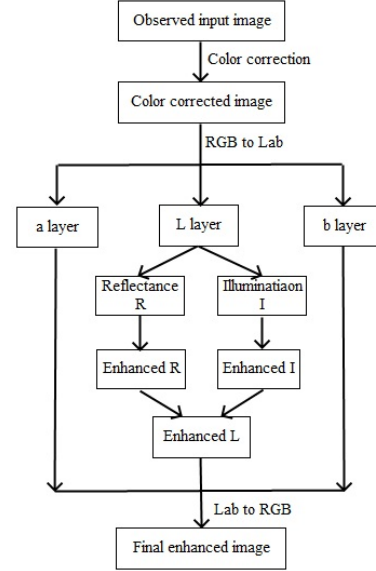 Observed input image
Color correction
Color corrected image
RGB to Lab
a layer
L layer
b layer
Reflectance
R
Illuminatiaon
I
Enhanced R
Enhanced I
Enhanced L
Lab to RGB
Final enhanced image